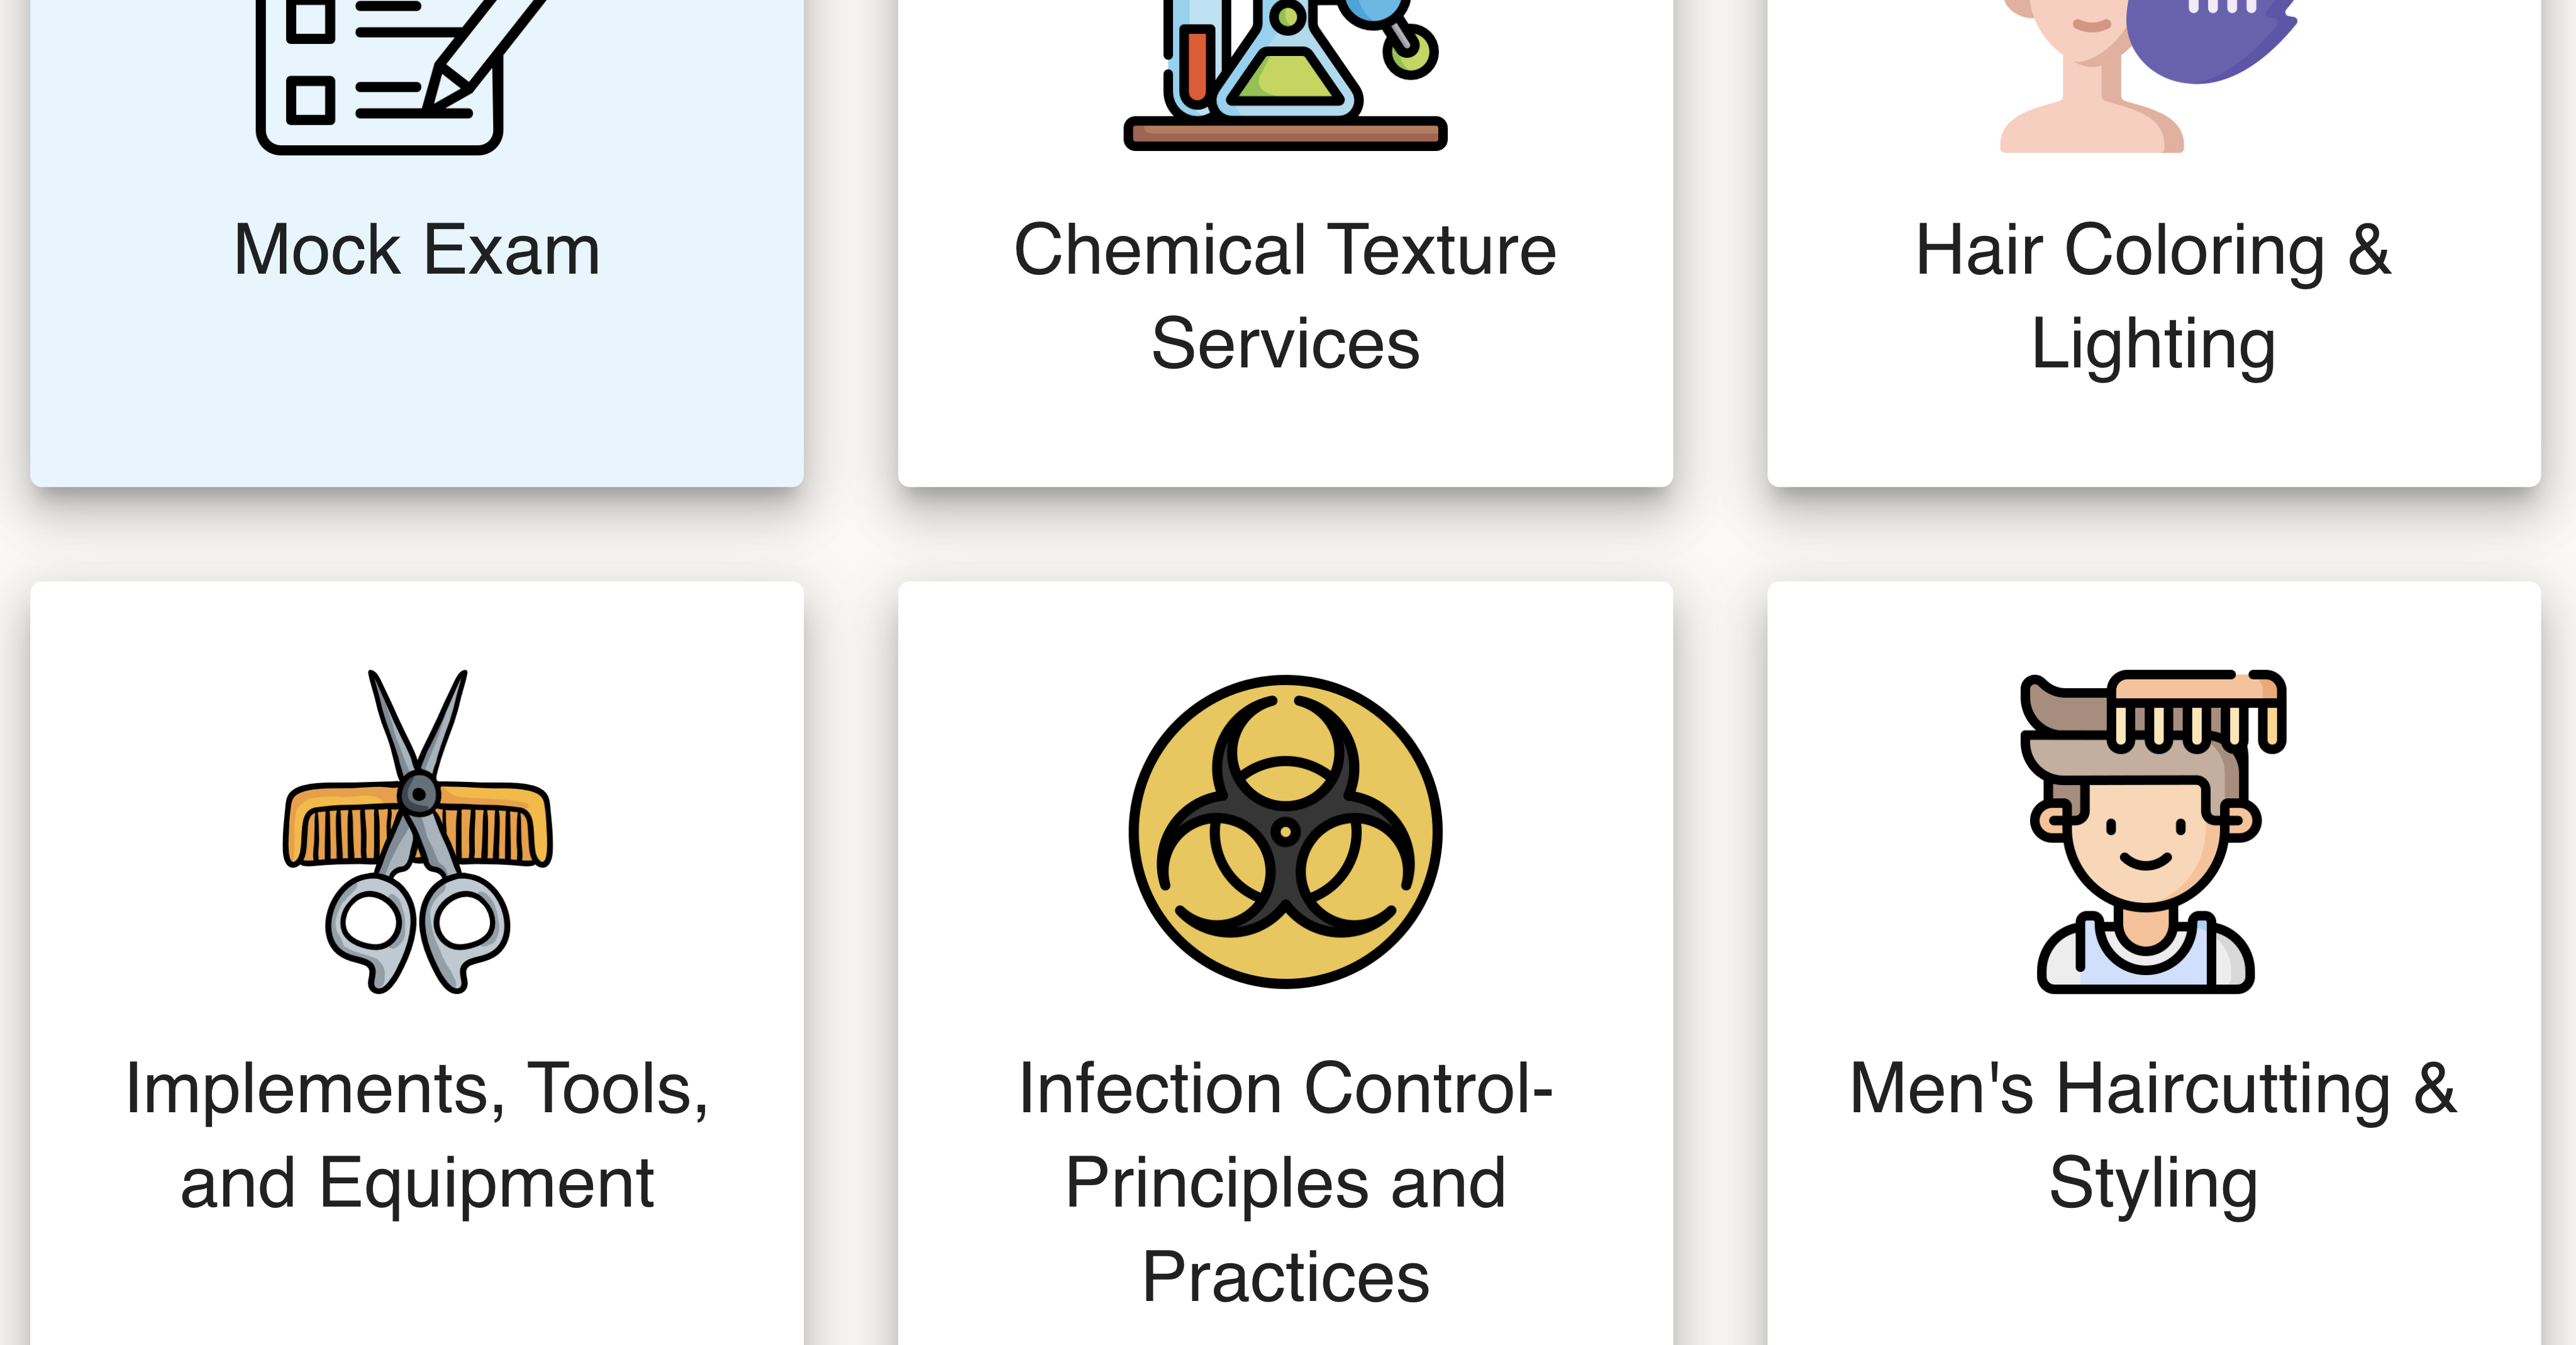 Mock Exam
Chemical Texture
Services
Hair Coloring &
Lighting
Implements, Tools,
and Equipment
Infection Control-
Principles and
Practices
Men's Haircutting &
Styling